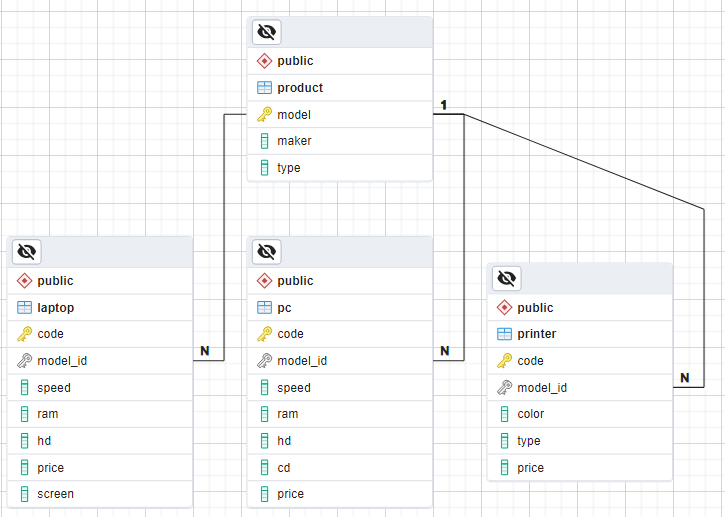 public
product
model
maker
type
1
public
laptop
code
model_id
speed
ram
hd
price
screen
N
public
pc
code
model_id
speed
ram
hd
cd
price
N
public
printer
code
model_id
color
type
price
N